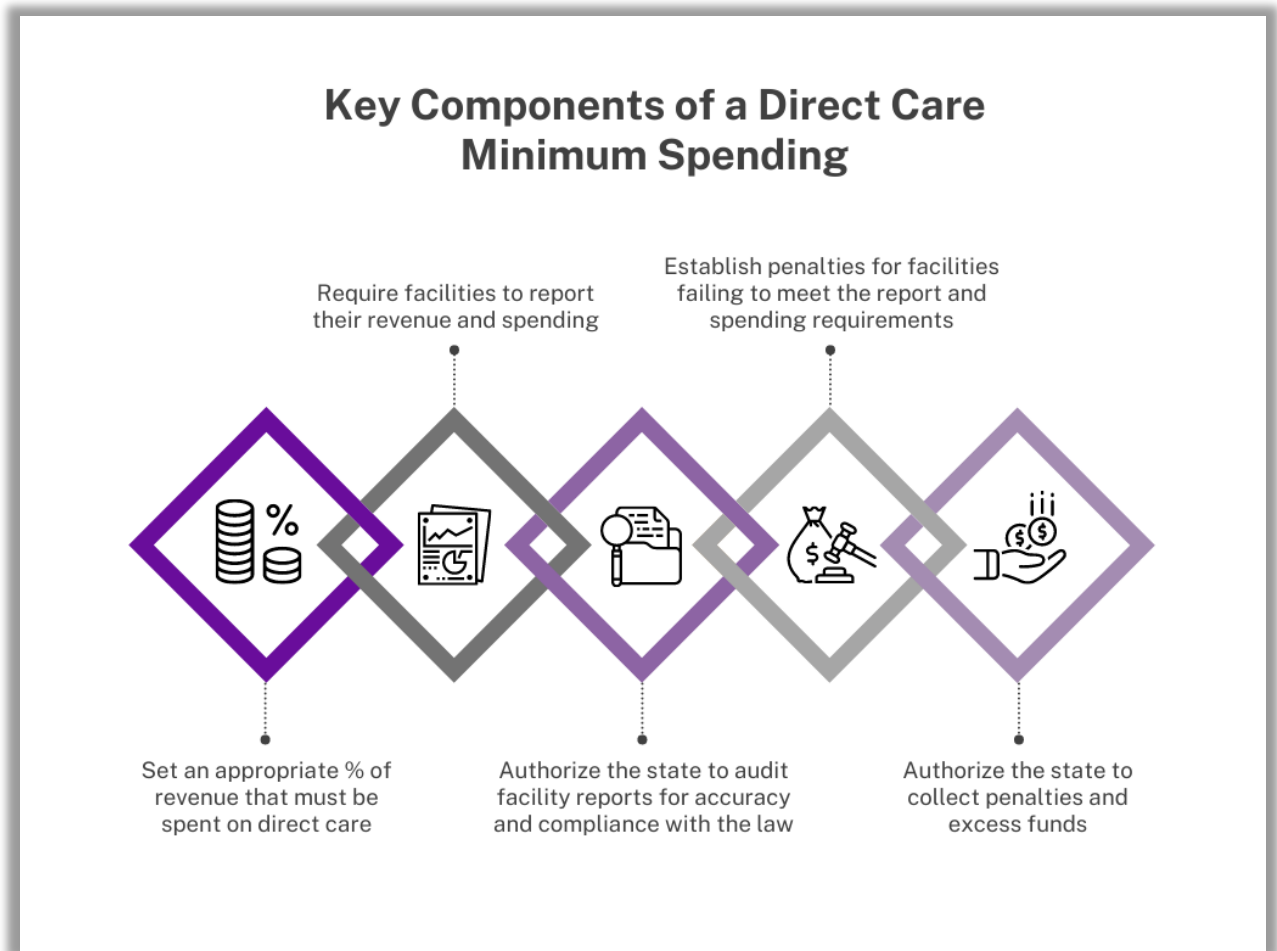 Key Components of a Direct Care
Minimum Spending
Require facilities to report
their revenue and spending
Establish penalties for facilities
failing to meet the report and
spending requirements
%
$
$
$
Set an appropriate % of
revenue that must be
spent on direct care
Authorize the state to audit
facility reports for accuracy
and compliance with the law
Authorize the state to
collect penalties and
excess funds